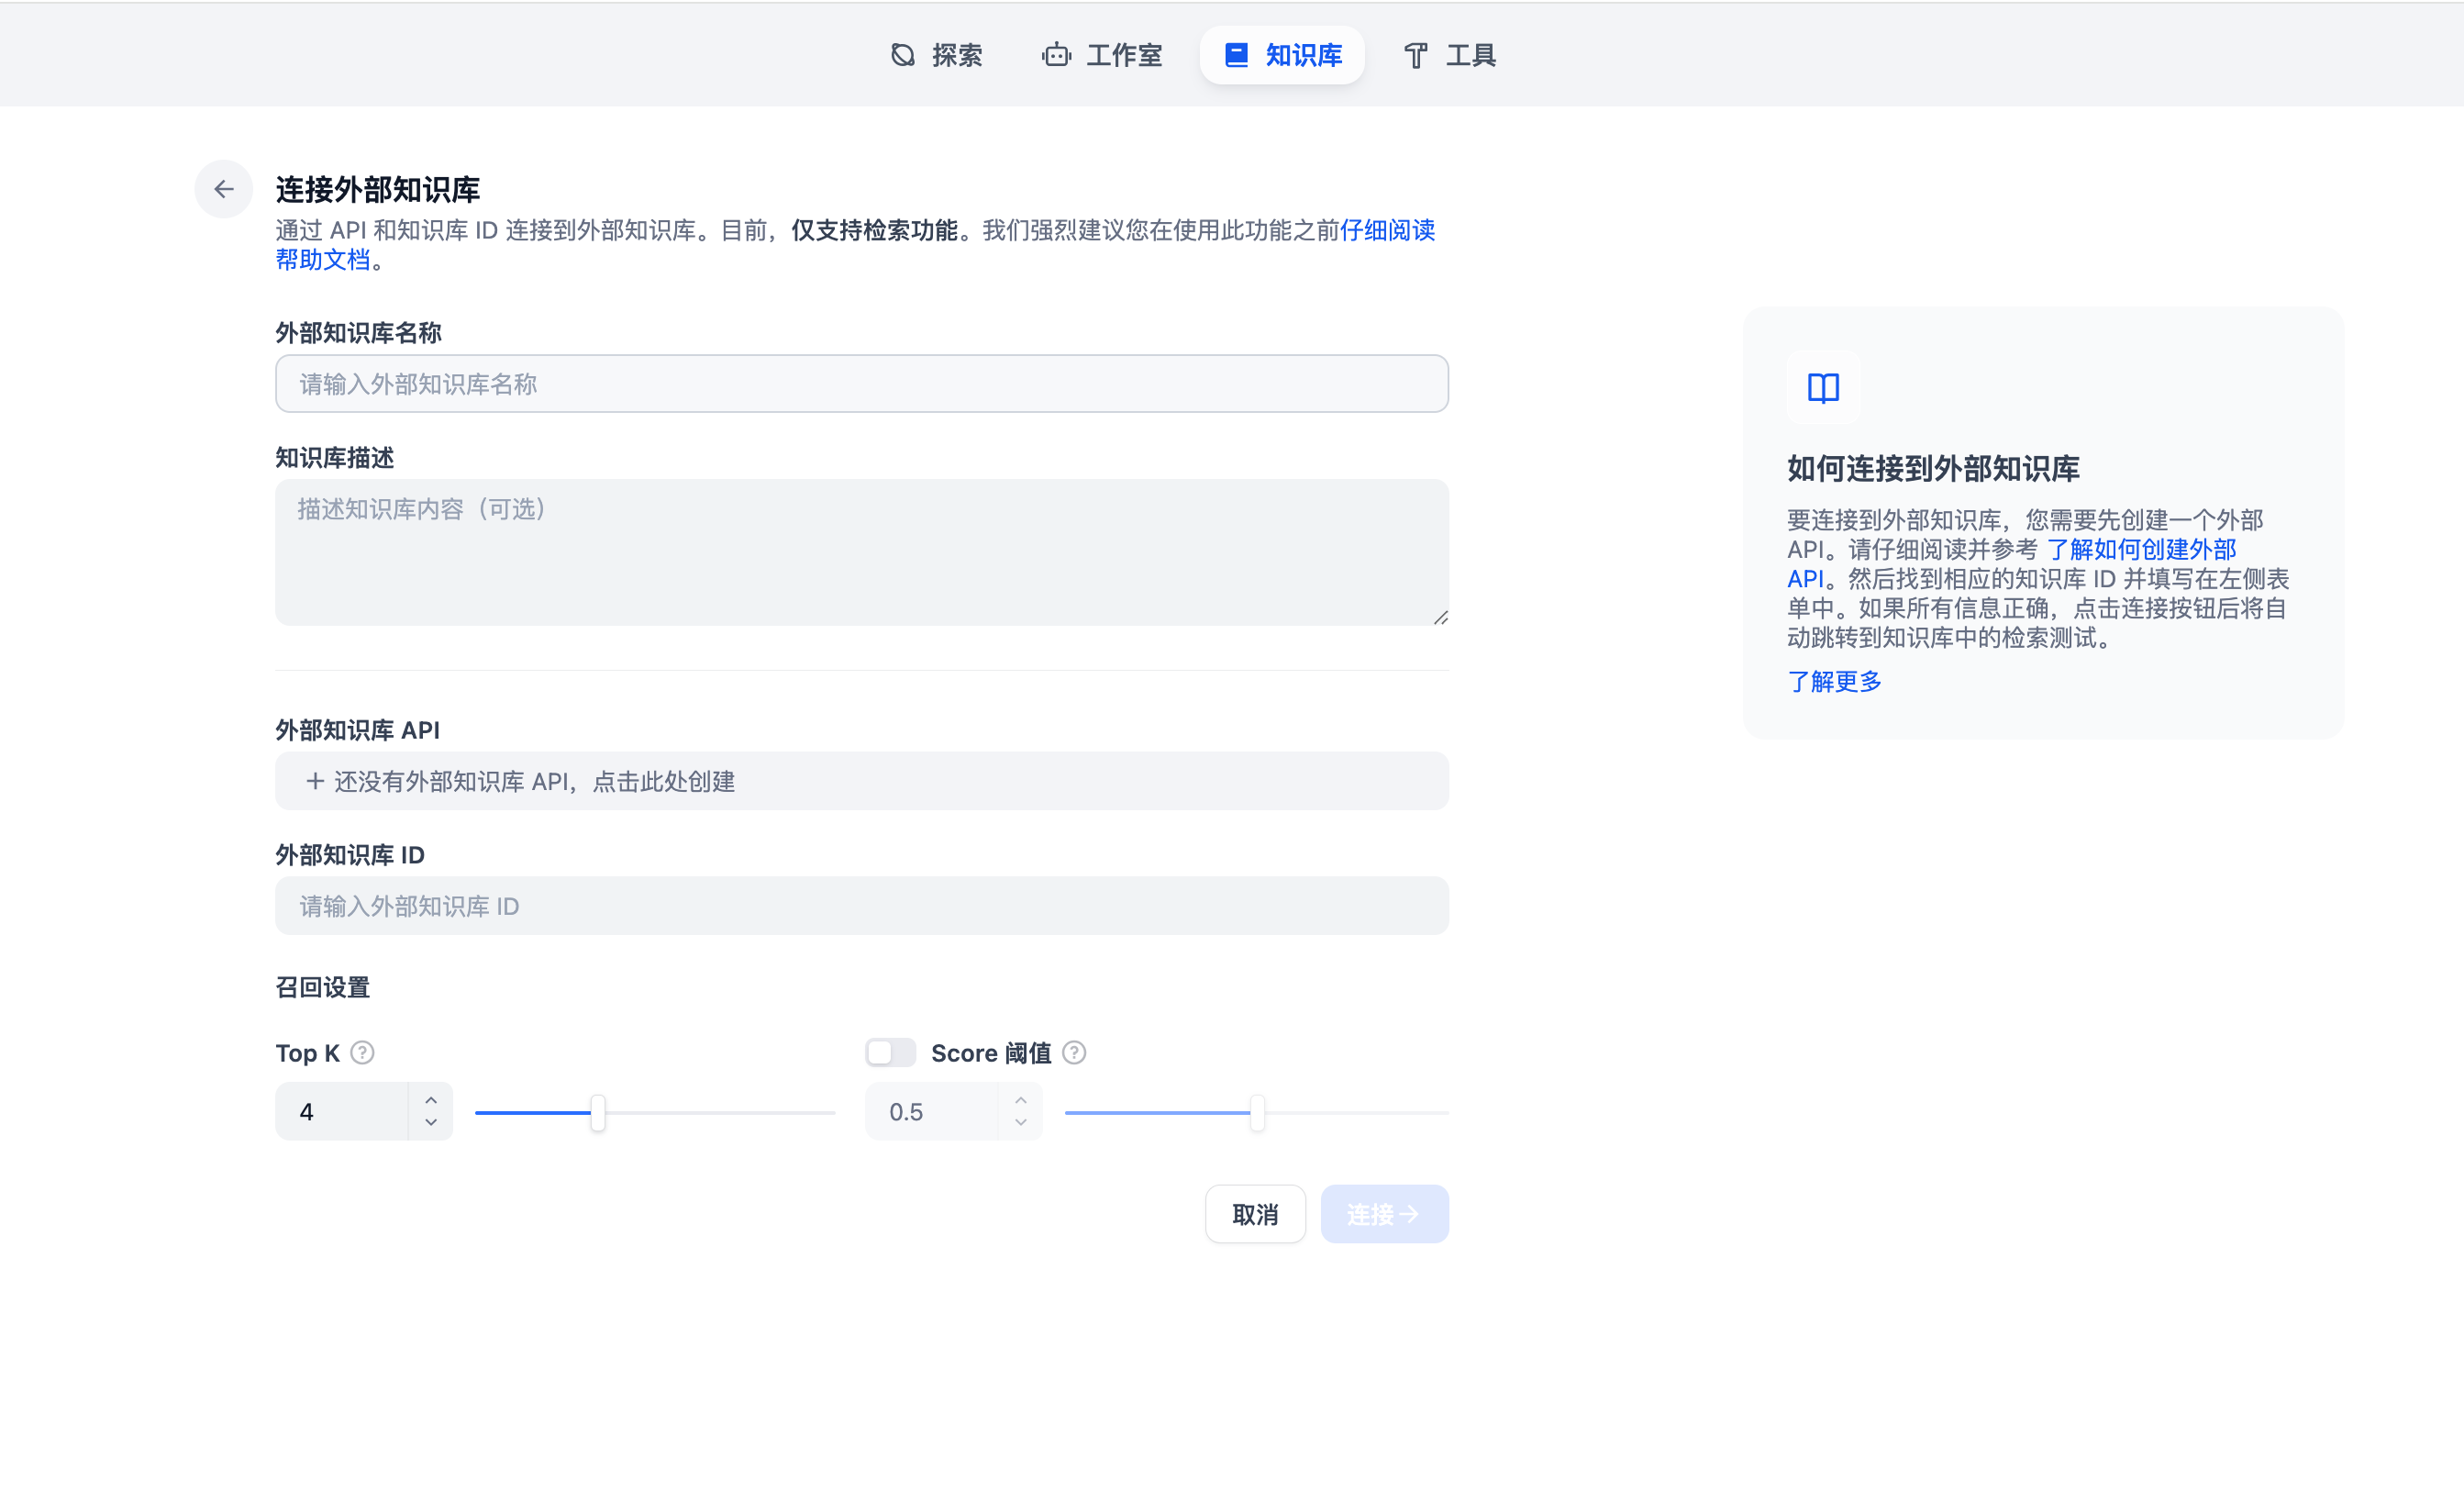 探索
工作室
知识库
工具
连接外部知识库
通过 API 和知识库 ID 连接到外部知识库。目前，仅支持检索功能。我们强烈建议您在使用此功能之前仔细阅读
帮助文档。
外部知识库名称
请输入外部知识库名称
知识库描述
描述知识库内容（可选）
外部知识库 API
+ 还没有外部知识库 API，点击此处创建
外部知识库 ID
请输入外部知识库 ID
召回设置
Top K
Score 阈值
4
0.5
取消
连接→
如何连接到外部知识库
要连接到外部知识库，您需要先创建一个外部
API。请仔细阅读并参考 了解如何创建外部
API。然后找到相应的知识库 ID 并填写在左侧表
单中。如果所有信息正确，点击连接按钮后将自
动跳转到知识库中的检索测试。
了解更多